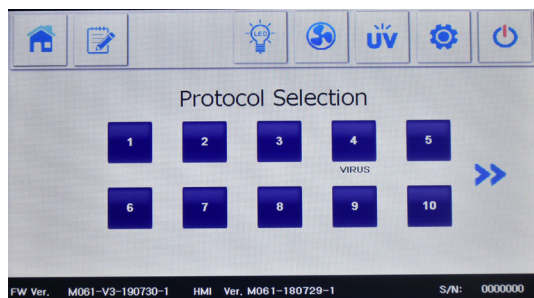 LED
UV
Protocol Selection
1 2 3 4 5
VIRUS
6 7 8 9 10
FW Ver. M061-V3-190730-1 HMI Ver. M061-180729-1 S/N: 0000000